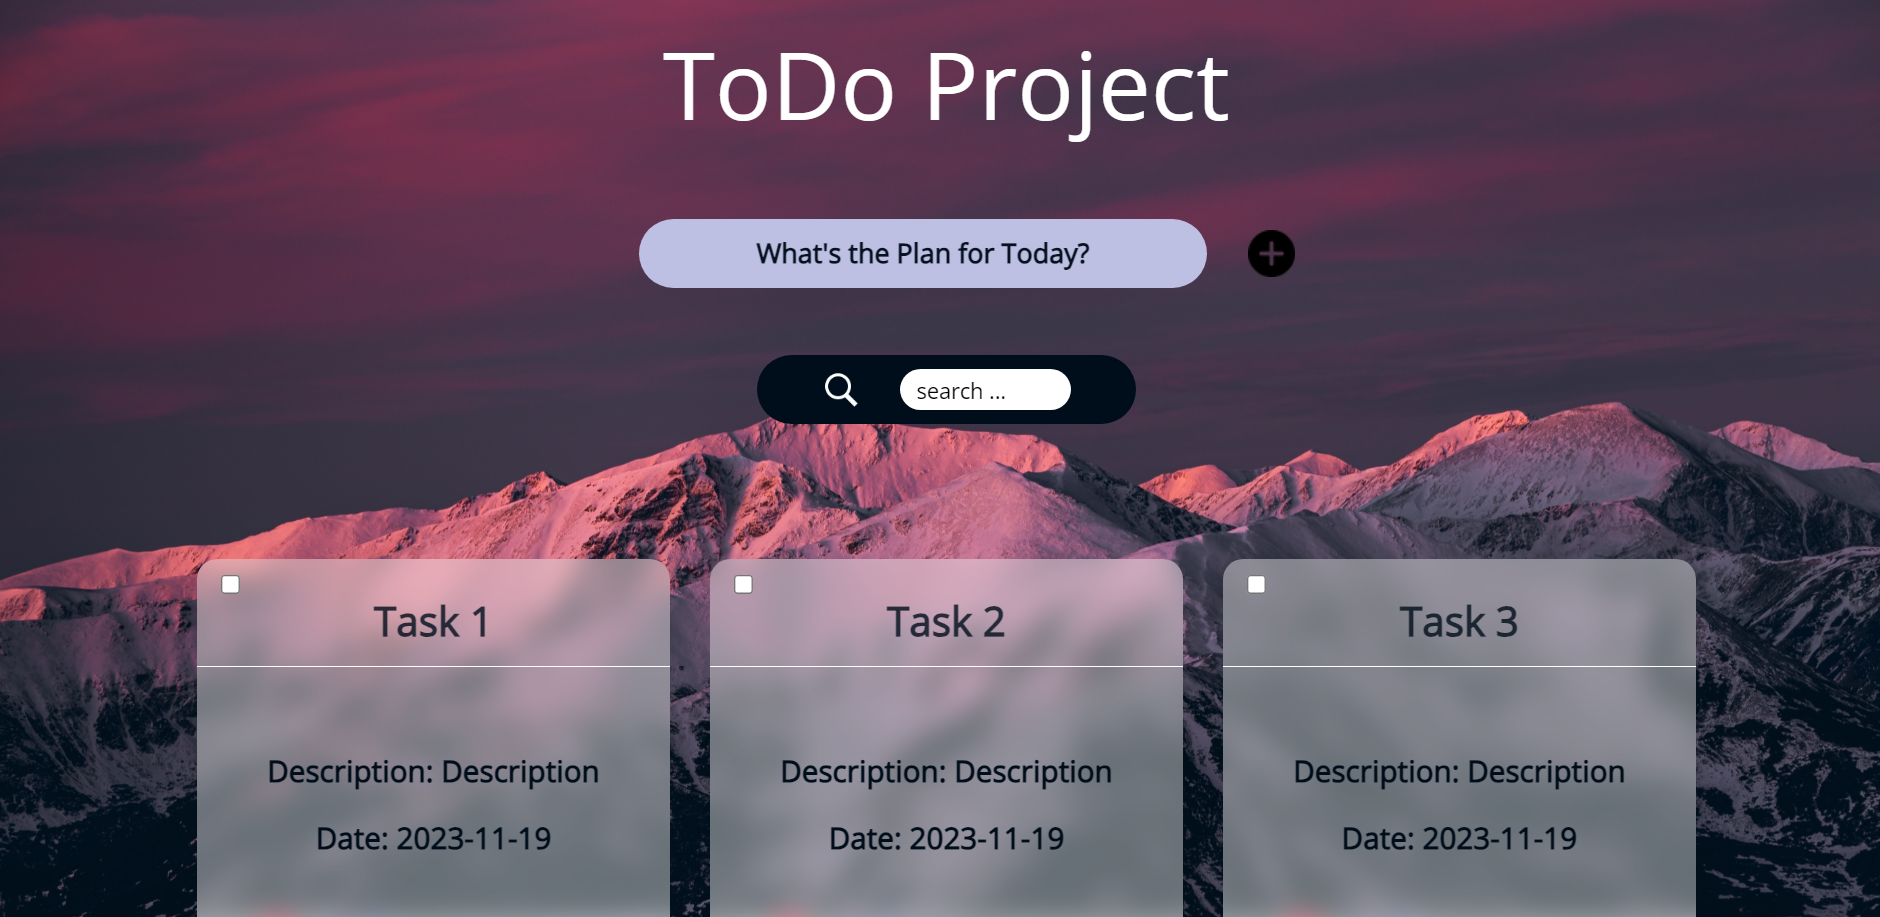 ToDo Project
What's the Plan for Today?
search ...
Task 1
Task 2
Task 3
Description: Description
Description: Description
Description: Description
Date: 2023-11-19
Date: 2023-11-19
Date: 2023-11-19